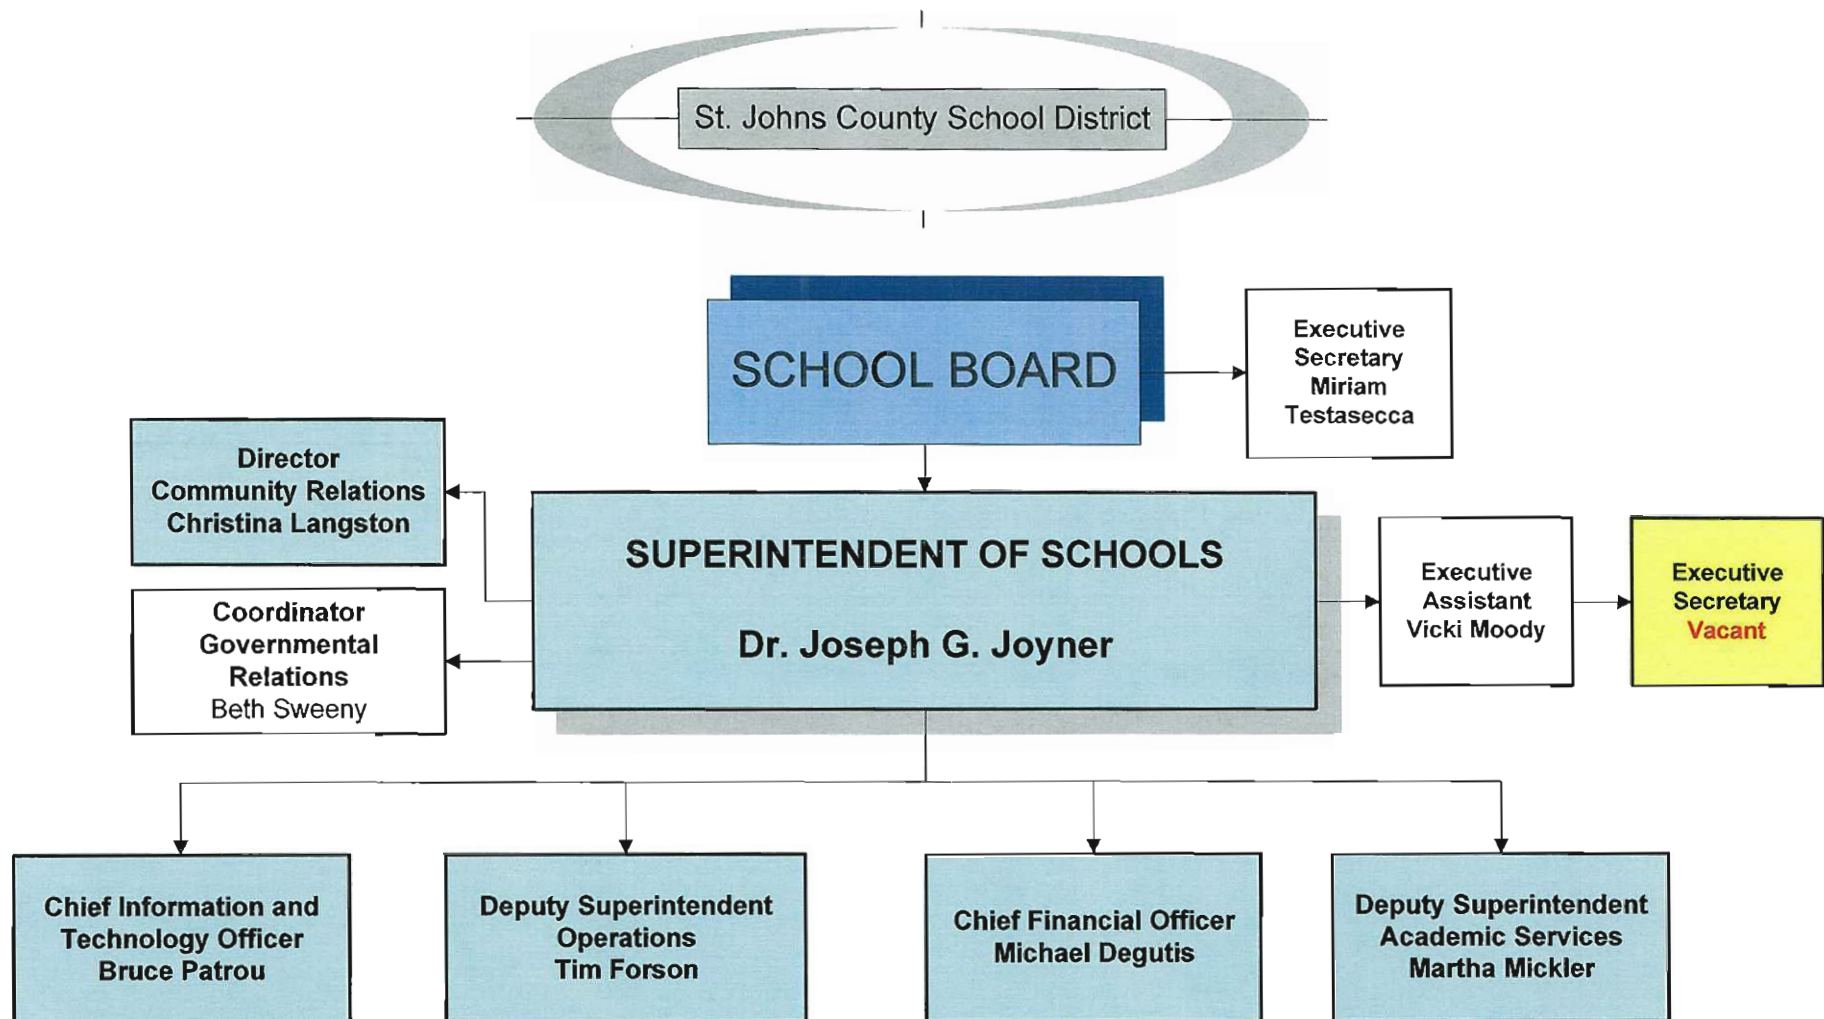 St. Johns County School District
SCHOOL BOARD
Executive
Secretary
Miriam
Testasecca
Director
Community Relations
Christina Langston
SUPERINTENDENT OF SCHOOLS
Dr. Joseph G. Joyner
Executive
Assistant
Vicki Moody
Executive
Secretary
Vacant
Coordinator
Governmental
Relations
Beth Sweeny
Chief Information and
Technology Officer
Bruce Patrou
Deputy Superintendent
Operations
Tim Forson
Chief Financial Officer
Michael Degutis
Deputy Superintendent
Academic Services
Martha Mickler